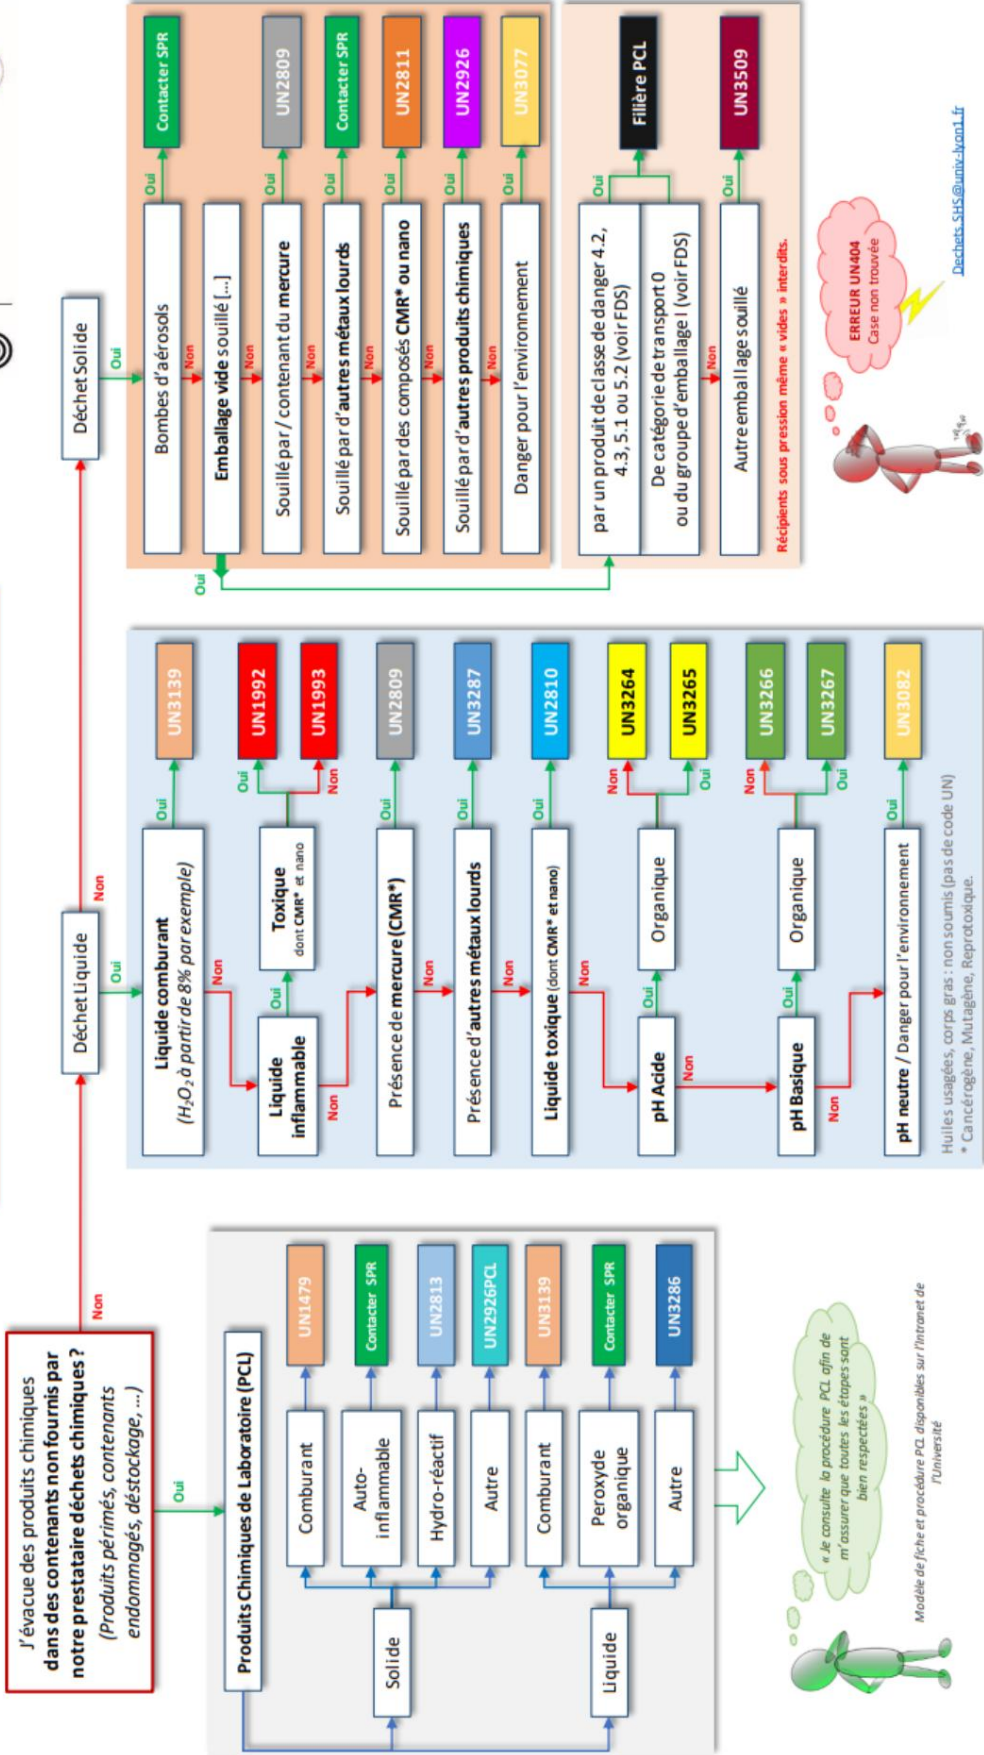 J'évacue des produits chimiques
dans des contenants non fournis par
notre prestataire déchets chimiques ?
(Produits périmés, contenants
endommagés, déstockage, …)
Non
Oui
Produits Chimiques de Laboratoire (PCL)
Solide
Comburant
UN1479
Auto-
inflammable
Contacter SPR
Hydro-réactif
UN2813
Autre
UN2926PCL
Liquide
Comburant
UN3139
Peroxyde
organique
Contacter SPR
Autre
UN3286
« Je consulte la procédure PCL afin de
m'assurer que toutes les étapes sont
bien respectées »
Modèle de fiche et procédure PCL disponibles sur l'Intranet de
l'Université
Déchet Liquide
Non
Oui
Liquide comburant
(H₂O₂ à partir de 8% par exemple)
Oui
UN3139
Non
Liquide
inflammable
Oui
Toxique
dont CMR* et nano
Oui
UN1992
Non
UN1993
Non
Présence de mercure (CMR*)
Oui
UN2809
Non
Présence d'autres métaux lourds
Oui
UN3287
Non
Liquide toxique (dont CMR* et nano)
Oui
UN2810
Non
pH Acide
Oui
Organique
Non
UN3264
Oui
UN3265
Non
pH Basique
Oui
Organique
Non
UN3266
Oui
UN3267
Non
pH neutre / Danger pour l'environnement
Oui
UN3082
Huiles usagées, corps gras : non soumis (pas de code UN)
* Cancérogène, Mutagène, Reprotoxique.
Déchet Solide
Oui
Bombes d'aérosols
Oui
Contacter SPR
Non
Emballage vide souillé [...]
Oui
Non
Souillé par / contenant du mercure
Oui
UN2809
Non
Souillé par d'autres métaux lourds
Oui
Contacter SPR
Non
Souillé par des composés CMR* ou nano
Oui
UN2811
Non
Souillé par d'autres produits chimiques
Oui
UN2926
Non
Danger pour l'environnement
Oui
UN3077
par un produit de classe de danger 4.2,
4.3, 5.1 ou 5.2 (voir FDS)
De catégorie de transport 0
ou du groupe d'emballage I (voir FDS)
Oui
Filière PCL
Non
Autre emballage souillé
Oui
UN3509
Récipients sous pression même « vides » interdits.
ERREUR UN404
Case non trouvée
Dechets.SHS@univ-lyon1.fr